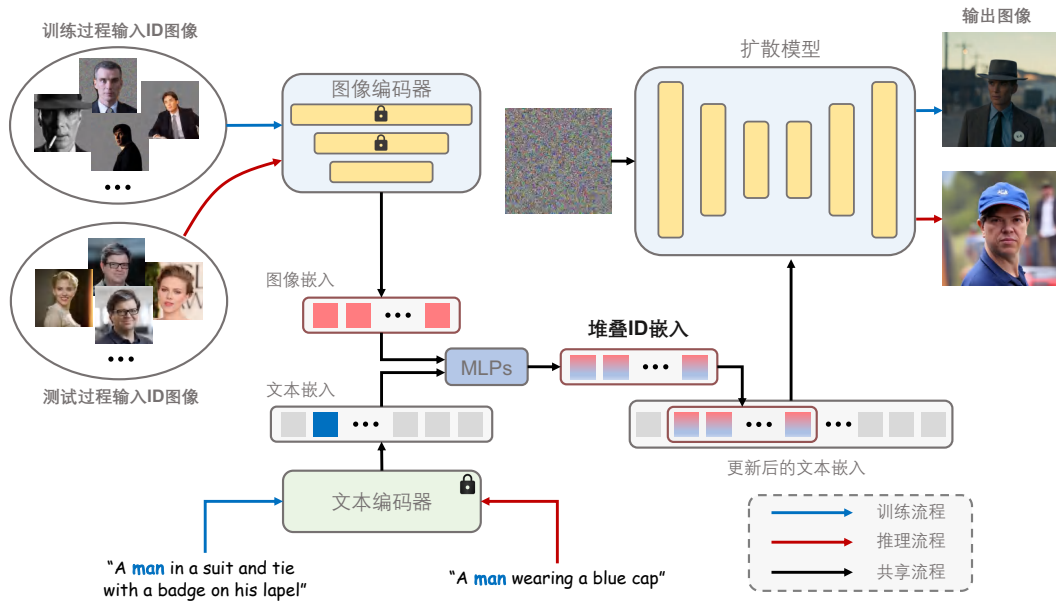 训练过程输入ID图像
图像编码器
扩散模型
输出图像
•••
•••
测试过程输入ID图像
图像嵌入
•••
MLPs
堆叠ID嵌入
•••
文本嵌入
•••
••• •••
更新后的文本嵌入
文本编码器
"A man in a suit and tie
with a badge on his lapel"
"A man wearing a blue cap"
训练流程
推理流程
共享流程